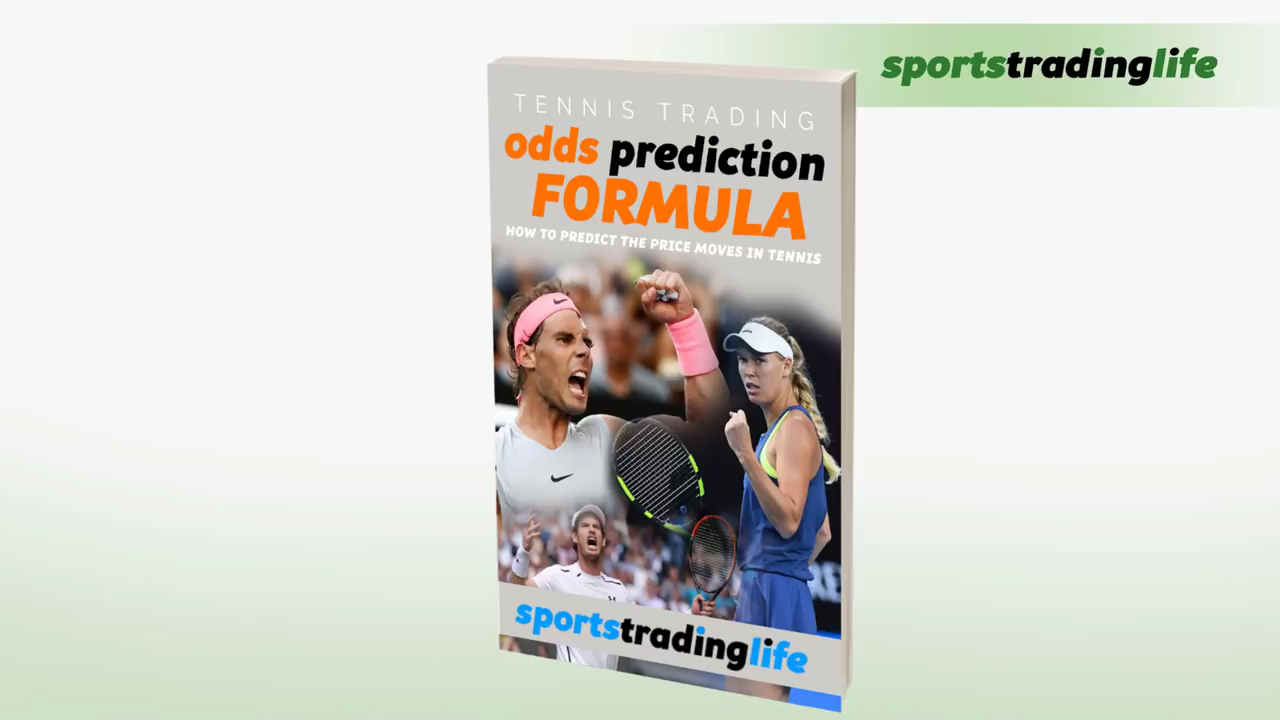 sportstradinglife
TENNIS TRADING
odds prediction
FORMULA
HOW TO PREDICT THE PRICE MOVES IN TENNIS
sportstradinglife